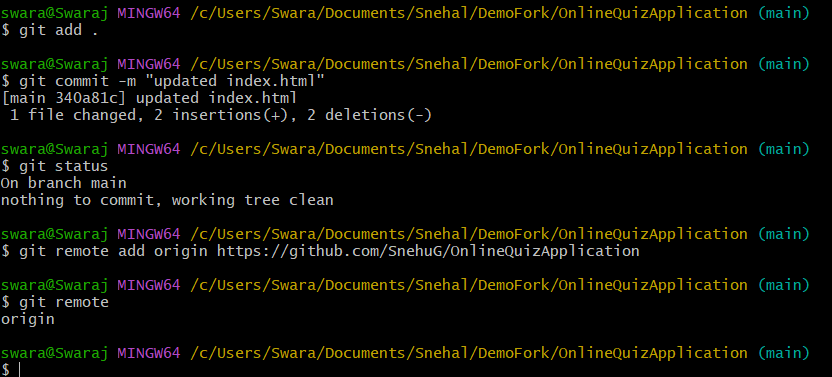 swara@Swaraj MINGW64 /c/Users/Swara/Documents/Snehal/DemoFork/OnlineQuizApplication (main)
$ git add .
swara@Swaraj MINGW64 /c/Users/Swara/Documents/Snehal/DemoFork/OnlineQuizApplication (main)
$ git commit -m "updated index.html"
[main 340a81c] updated index.html
 1 file changed, 2 insertions(+), 2 deletions(-)
swara@Swaraj MINGW64 /c/Users/Swara/Documents/Snehal/DemoFork/OnlineQuizApplication (main)
$ git status
On branch main
nothing to commit, working tree clean
swara@Swaraj MINGW64 /c/Users/Swara/Documents/Snehal/DemoFork/OnlineQuizApplication (main)
$ git remote add origin https://github.com/SnehuG/OnlineQuizApplication
swara@Swaraj MINGW64 /c/Users/Swara/Documents/Snehal/DemoFork/OnlineQuizApplication (main)
$ git remote
origin
swara@Swaraj MINGW64 /c/Users/Swara/Documents/Snehal/DemoFork/OnlineQuizApplication (main)
$